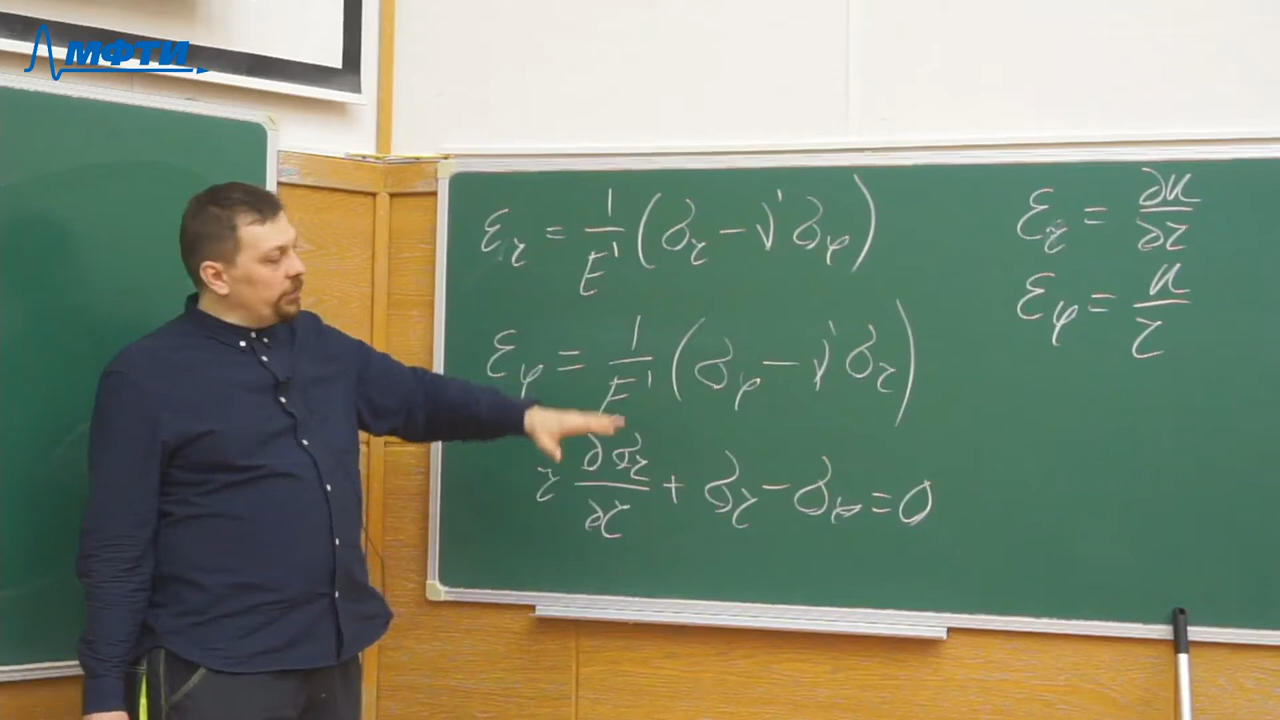 МФТИ
ε_r = 1/E' (σ_r − ν' σ_φ)
ε_φ = 1/E' (σ_φ − ν' σ_r)
r ∂σ_r/∂r + σ_r − σ_φ = 0
ε_r = ∂u/∂r
ε_φ = u/r